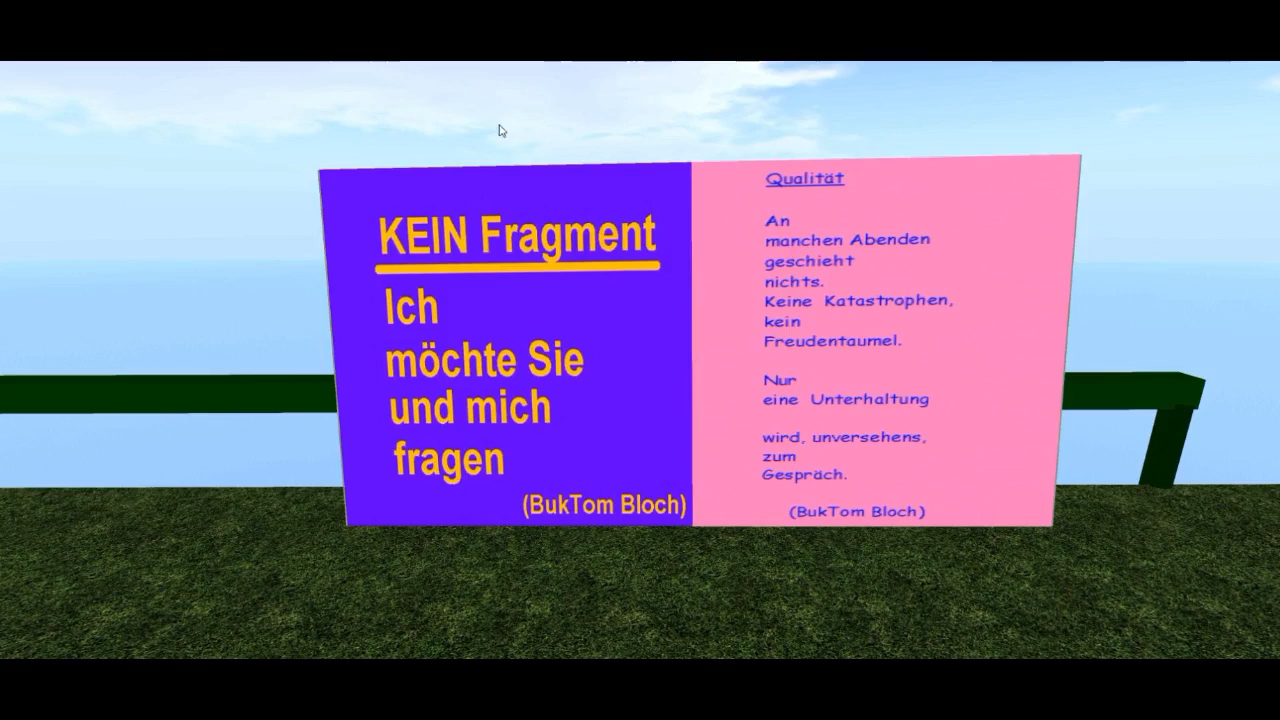 KEIN Fragment
Ich
möchte Sie
und mich
fragen
(BukTom Bloch)
Qualität
An
manchen Abenden
geschieht
nichts.
Keine Katastrophen,
kein
Freudentaumel.
Nur
eine Unterhaltung
wird, unversehens,
zum
Gespräch.
(BukTom Bloch)